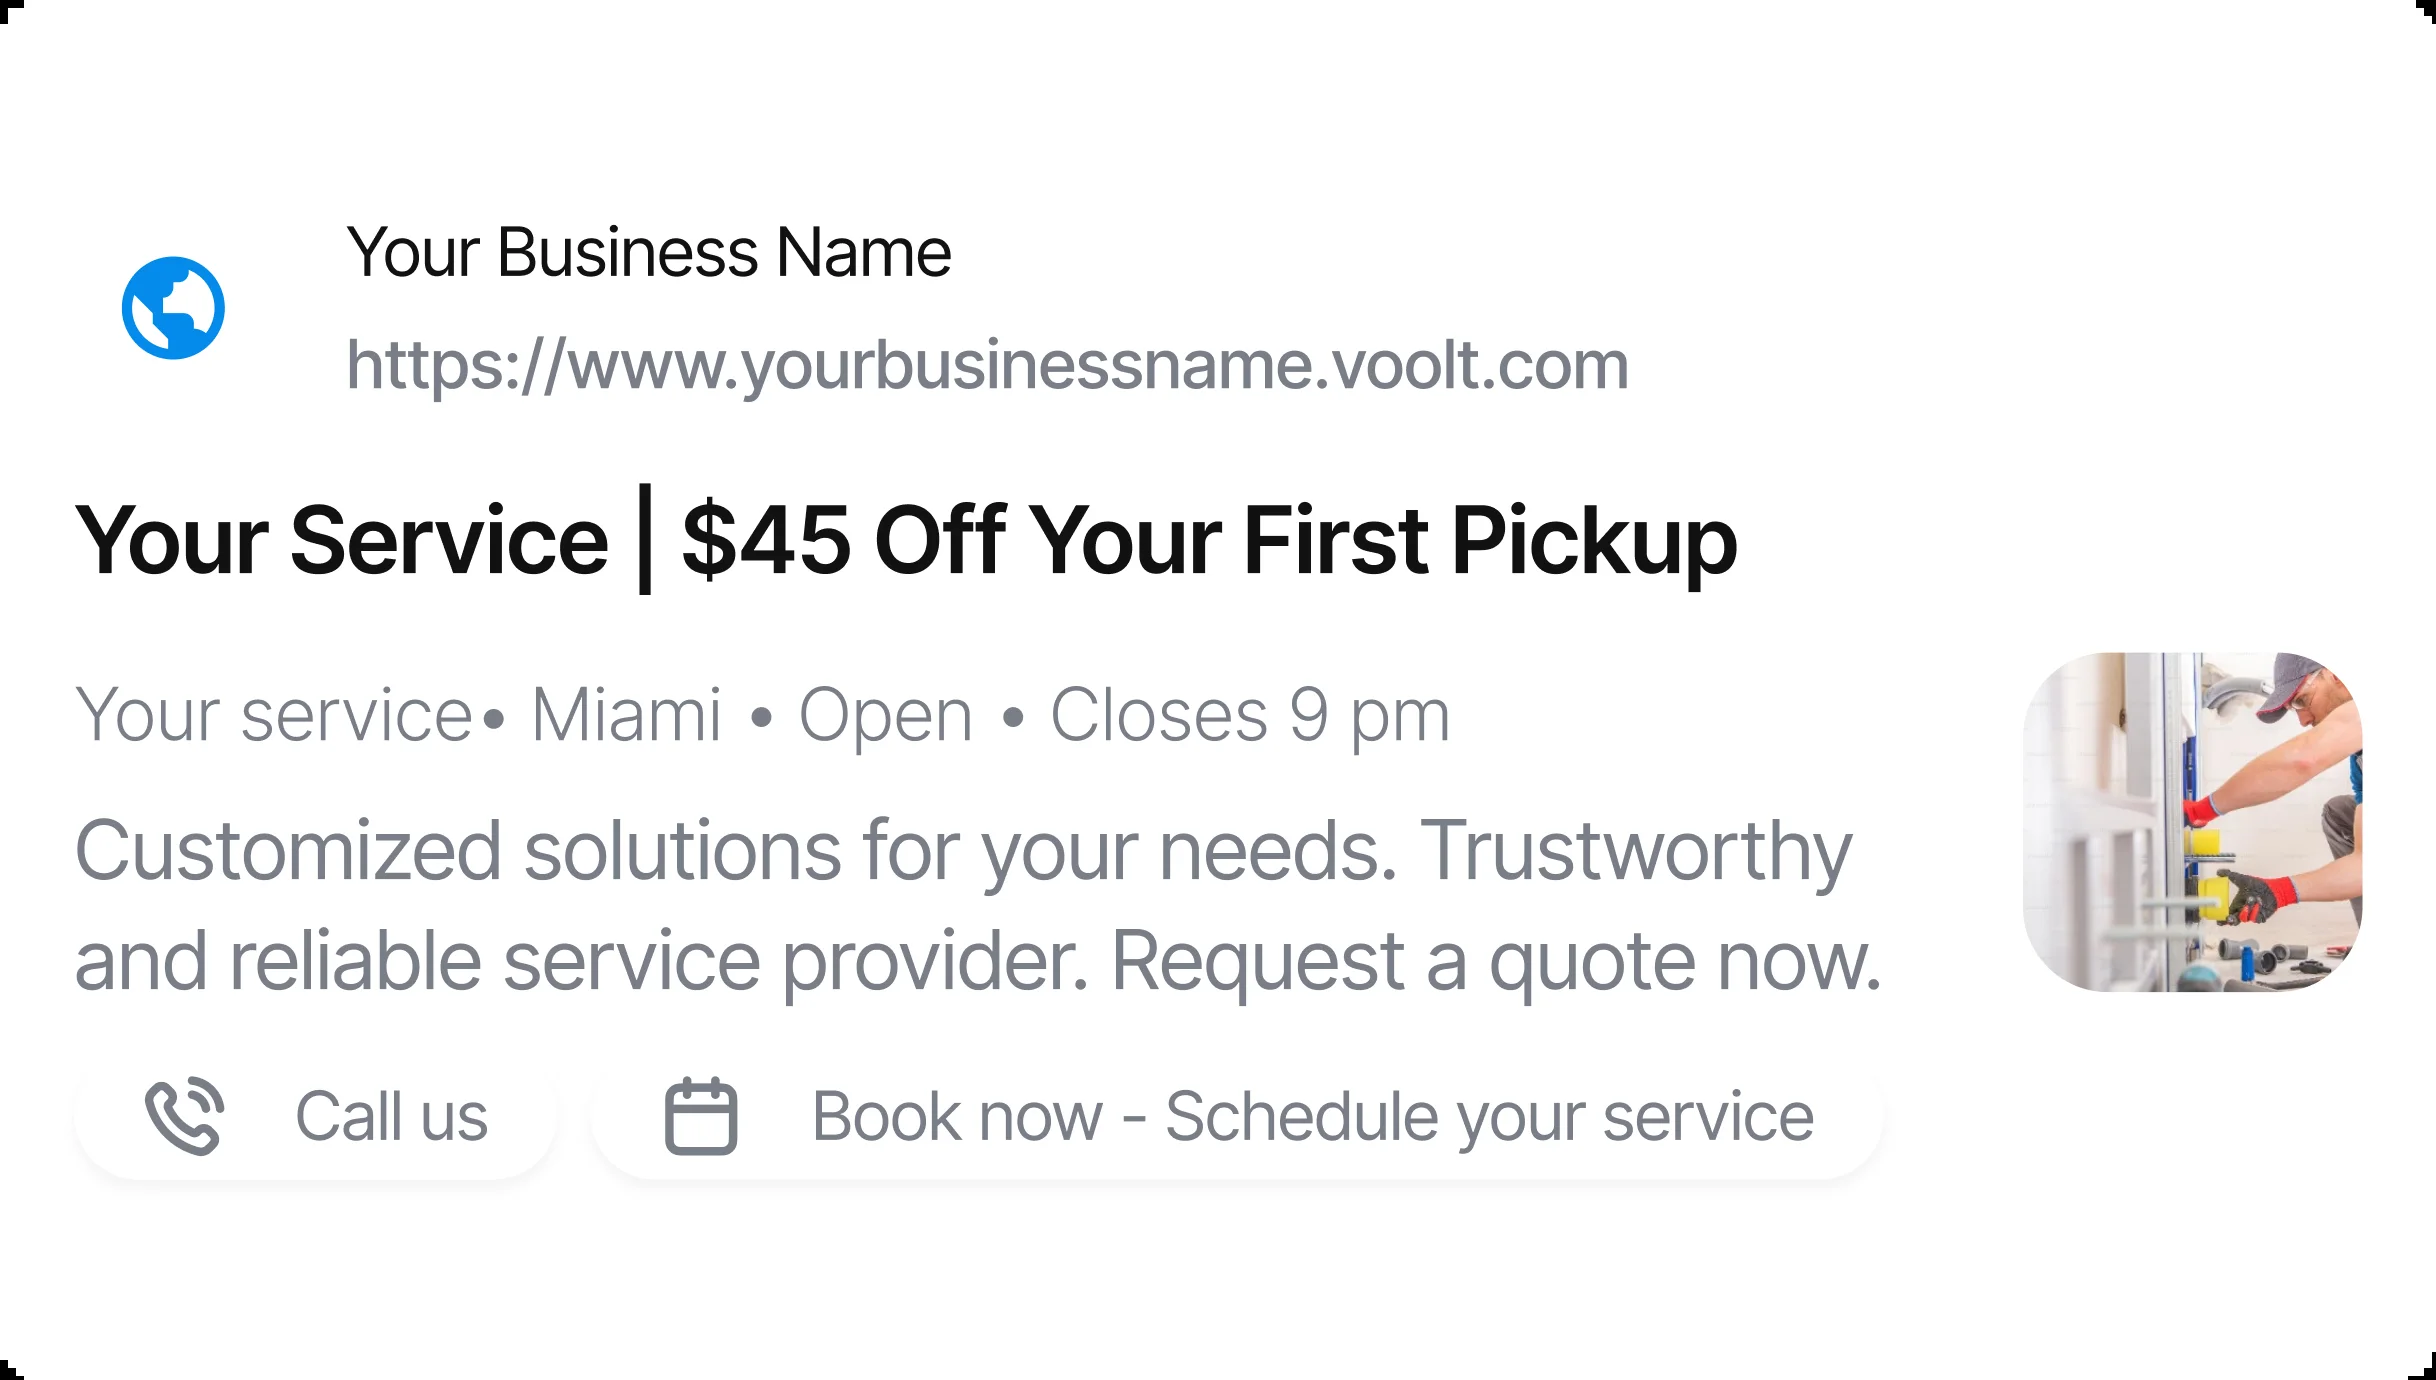 Your Business Name
https://www.yourbusinessname.voolt.com
Your Service | $45 Off Your First Pickup
Your service• Miami • Open • Closes 9 pm
Customized solutions for your needs. Trustworthy
and reliable service provider. Request a quote now.
Call us
Book now - Schedule your service